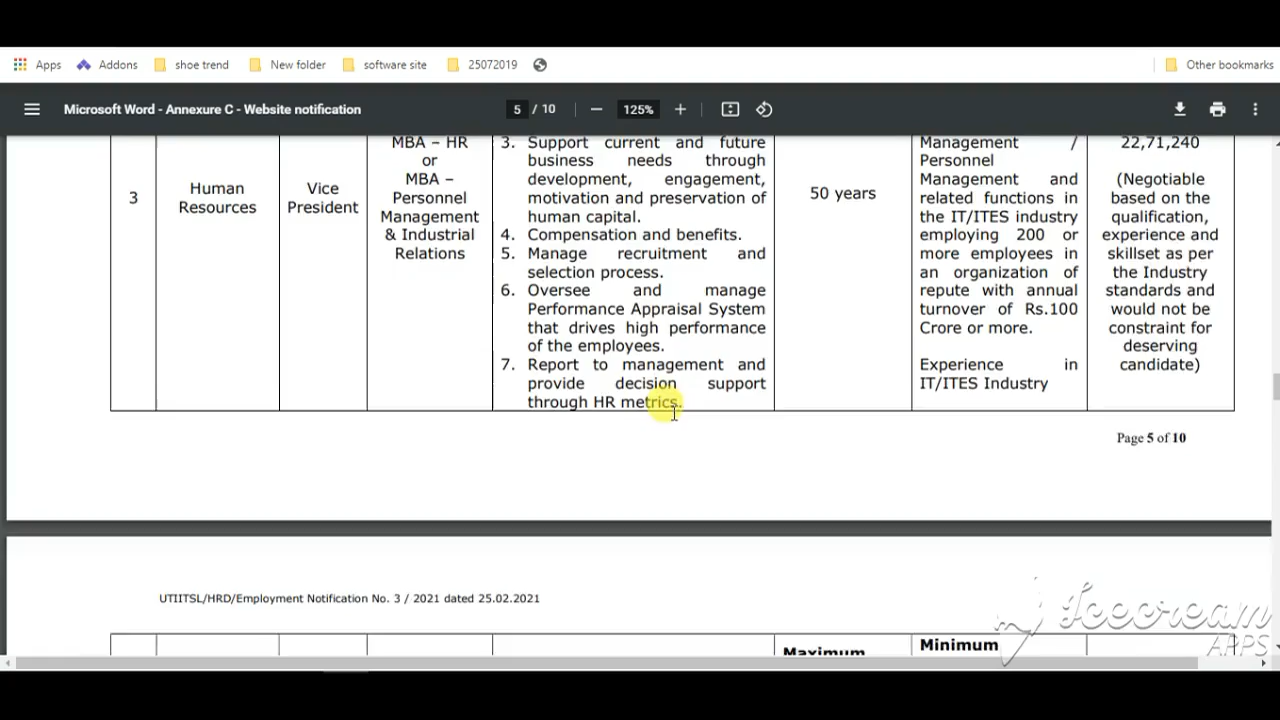 Apps Addons shoe trend New folder software site 25072019 Other bookmarks
Microsoft Word - Annexure C - Website notification 5 / 10 125%
3
Human
Resources
Vice
President
MBA – HR
or
MBA –
Personnel
Management
& Industrial
Relations
3. Support current and future
business needs through
development, engagement,
motivation and preservation of
human capital.
4. Compensation and benefits.
5. Manage recruitment and
selection process.
6. Oversee and manage
Performance Appraisal System
that drives high performance
of the employees.
7. Report to management and
provide decision support
through HR metrics.
50 years
Management /
Personnel
Management and
related functions in
the IT/ITES industry
employing 200 or
more employees in
an organization of
repute with annual
turnover of Rs.100
Crore or more.
Experience in
IT/ITES Industry
22,71,240
(Negotiable
based on the
qualification,
experience and
skillset as per
the Industry
standards and
would not be
constraint for
deserving
candidate)
Page 5 of 10
UTIITSL/HRD/Employment Notification No. 3 / 2021 dated 25.02.2021
Maximum
Minimum
Icecream
APPS